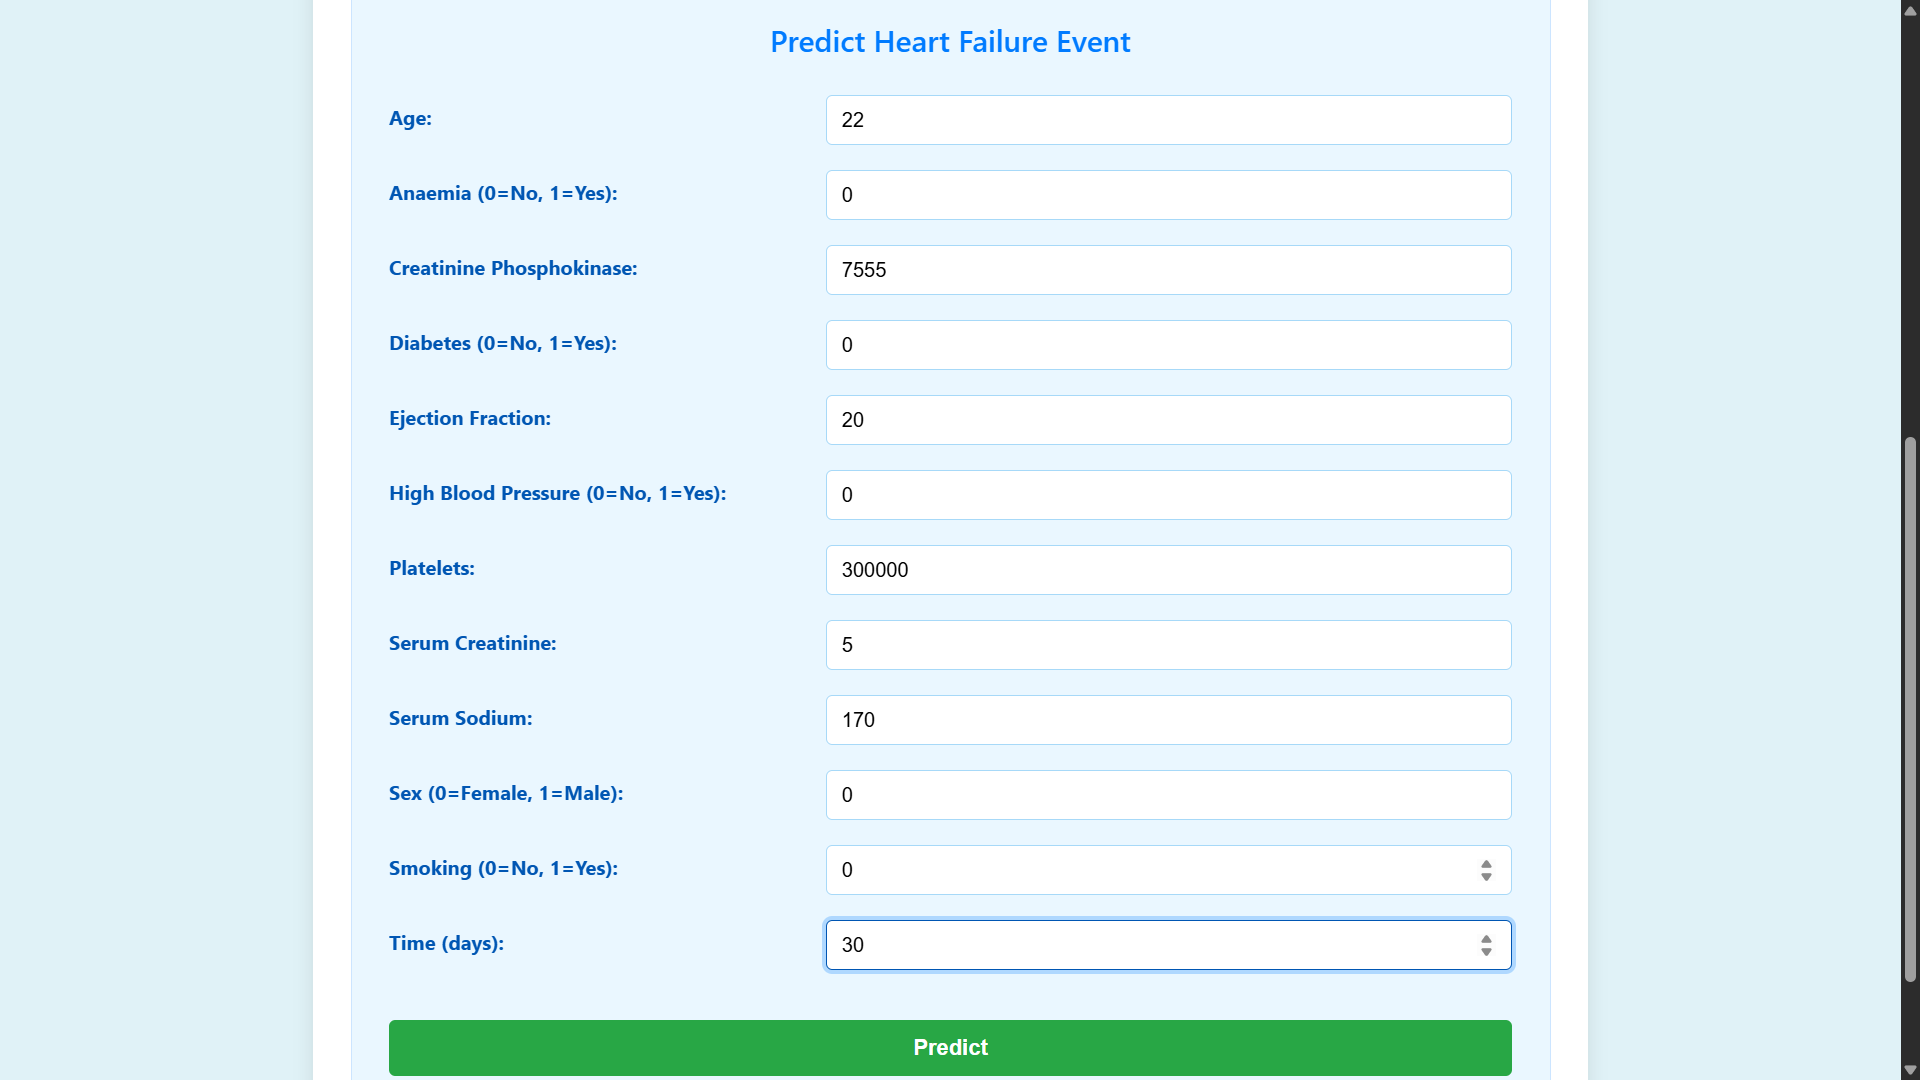 Predict Heart Failure Event
Age: 22
Anaemia (0=No, 1=Yes): 0
Creatinine Phosphokinase: 7555
Diabetes (0=No, 1=Yes): 0
Ejection Fraction: 20
High Blood Pressure (0=No, 1=Yes): 0
Platelets: 300000
Serum Creatinine: 5
Serum Sodium: 170
Sex (0=Female, 1=Male): 0
Smoking (0=No, 1=Yes): 0
Time (days): 30
Predict